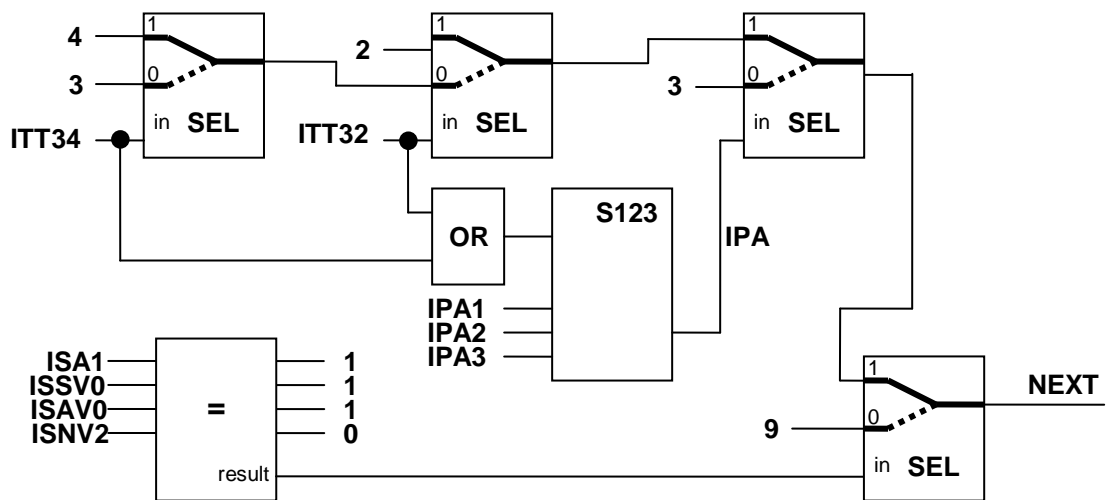 4
1
0
3
in SEL
ITT34
2
1
0
in SEL
ITT32
1
0
3
in SEL
S123
OR
IPA
IPA1
IPA2
IPA3
ISA1
ISSV0
ISAV0
ISNV2
=
1
1
1
0
result
1
0
9
in SEL
NEXT